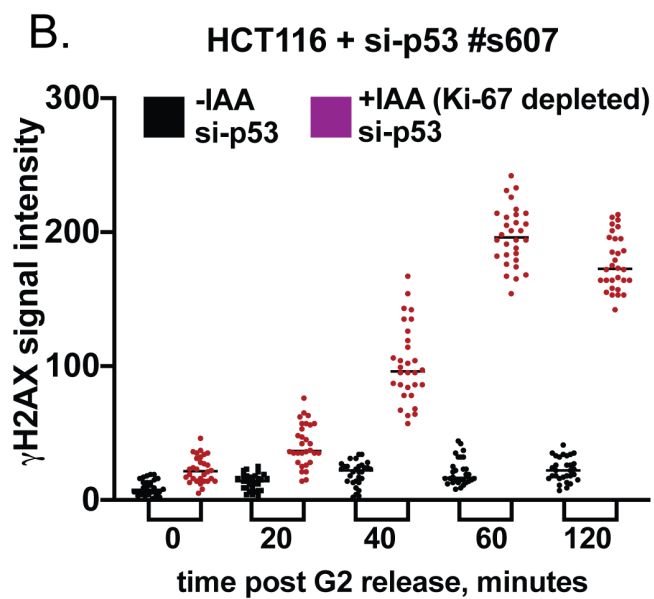 B.
HCT116 + si-p53 #s607
-IAA
si-p53
+IAA (Ki-67 depleted)
si-p53
γH2AX signal intensity
300
200
100
0
0 20 40 60 120
time post G2 release, minutes